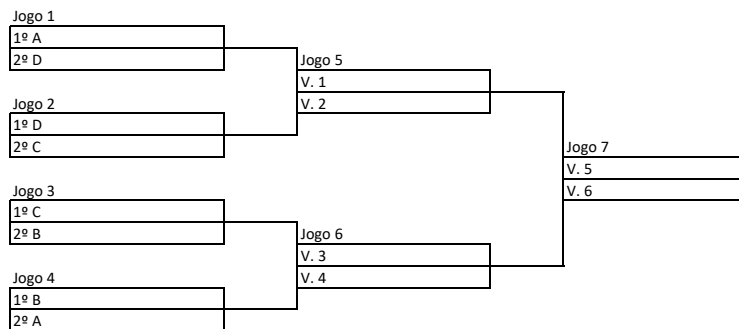 Jogo 1
1º A
2º D
Jogo 5
V. 1
V. 2
Jogo 2
1º D
2º C
Jogo 7
V. 5
V. 6
Jogo 3
1º C
2º B
Jogo 6
V. 3
V. 4
Jogo 4
1º B
2º A